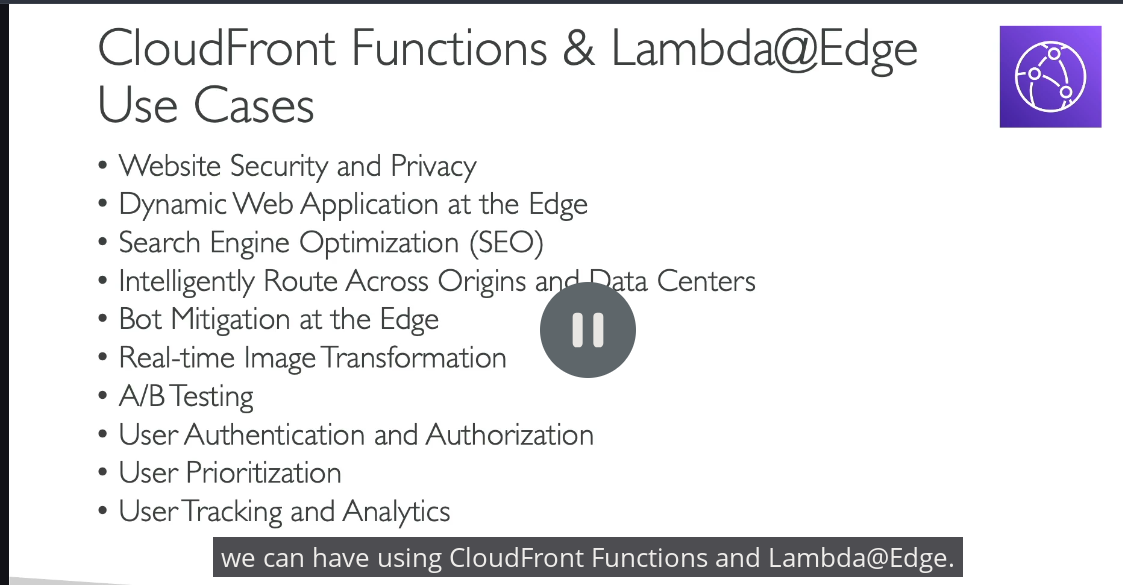 CloudFront Functions & Lambda@Edge
Use Cases
• Website Security and Privacy
• Dynamic Web Application at the Edge
• Search Engine Optimization (SEO)
• Intelligently Route Across Origins and Data Centers
• Bot Mitigation at the Edge
• Real-time Image Transformation
• A/B Testing
• User Authentication and Authorization
• User Prioritization
• User Tracking and Analytics
we can have using CloudFront Functions and Lambda@Edge.